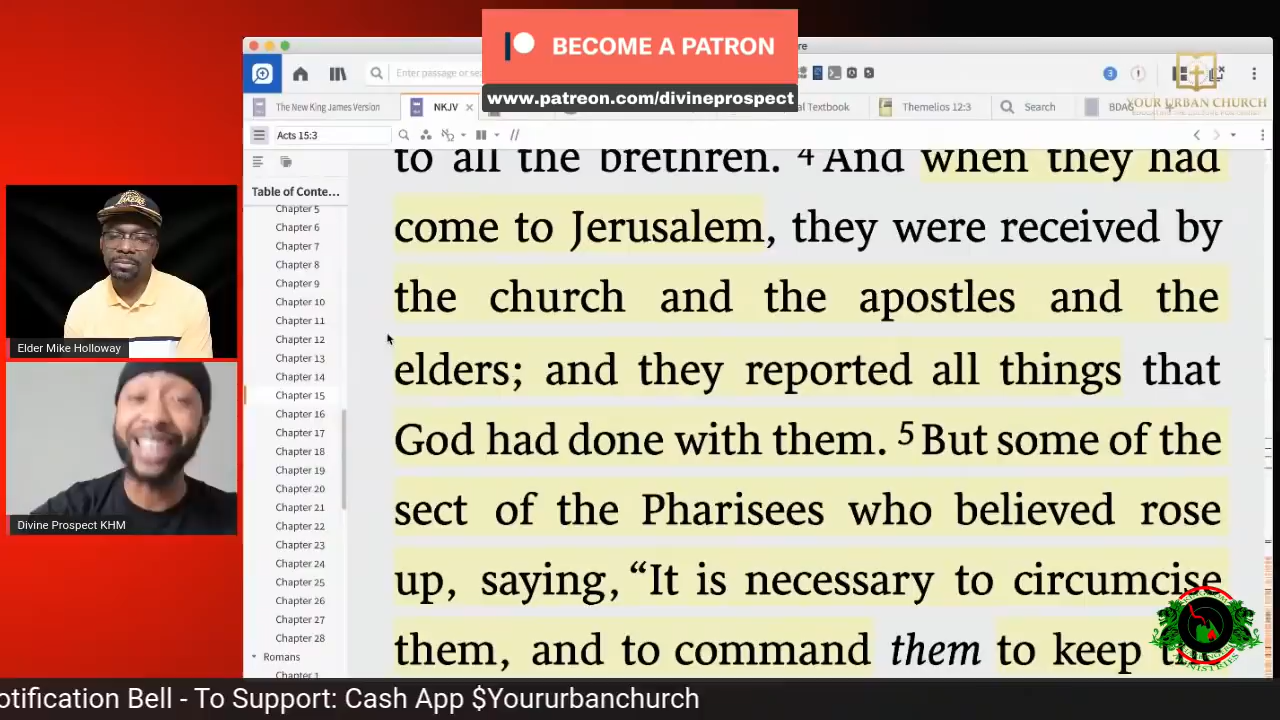 BECOME A PATRON
www.patreon.com/divineprospect
Enter passage or se
re
3
YOUR URBAN CHURCH
The New King James Version
NKJV
al Textbook
Themelios 12:3
Search
BDAG
Acts 15:3
Table of Conte...
Chapter 5
Chapter 6
Chapter 7
Chapter 8
Chapter 9
Chapter 10
Chapter 11
Chapter 12
Chapter 13
Chapter 14
Chapter 15
Chapter 16
Chapter 17
Chapter 18
Chapter 19
Chapter 20
Chapter 21
Chapter 22
Chapter 23
Chapter 24
Chapter 25
Chapter 26
Chapter 27
Chapter 28
Romans
Chapter 1
to all the brethren. 4 And when they had
come to Jerusalem, they were received by
the church and the apostles and the
elders; and they reported all things that
God had done with them. 5 But some of the
sect of the Pharisees who believed rose
up, saying, “It is necessary to circumcise
them, and to command them to keep
LAKERS
Elder Mike Holloway
Divine Prospect KHM
MINISTRIES
otification Bell - To Support: Cash App $Yoururbanchurch